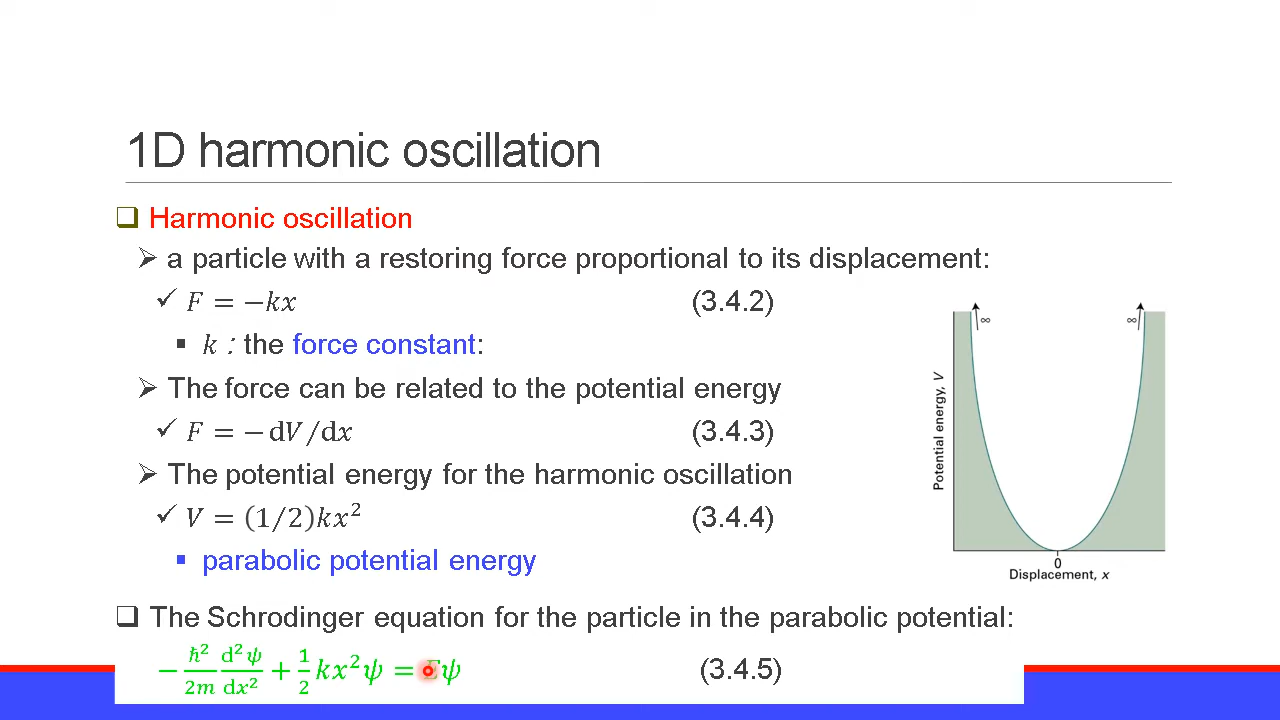 1D harmonic oscillation
❑ Harmonic oscillation
➢ a particle with a restoring force proportional to its displacement:
✓ F = −kx (3.4.2)
▪ k : the force constant:
➢ The force can be related to the potential energy
✓ F = −dV/dx (3.4.3)
➢ The potential energy for the harmonic oscillation
✓ V = (1/2)kx² (3.4.4)
▪ parabolic potential energy
❑ The Schrodinger equation for the particle in the parabolic potential:
−ℏ²/2m d²ψ/dx² + 1/2 kx²ψ = Eψ (3.4.5)
∞ ∞
Potential energy, V
0
Displacement, x